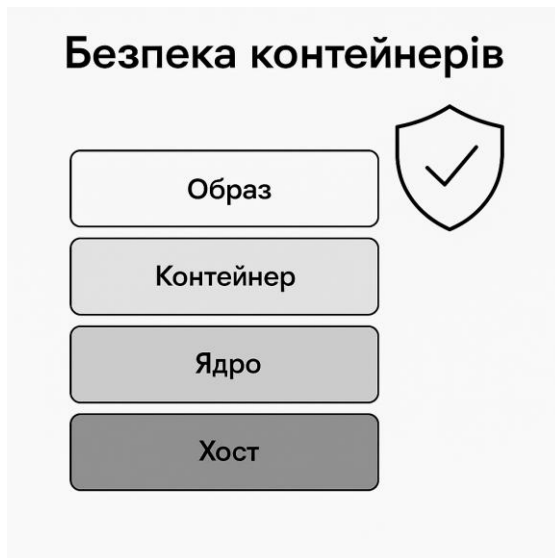 Безпека контейнерів
Образ
Контейнер
Ядро
Хост